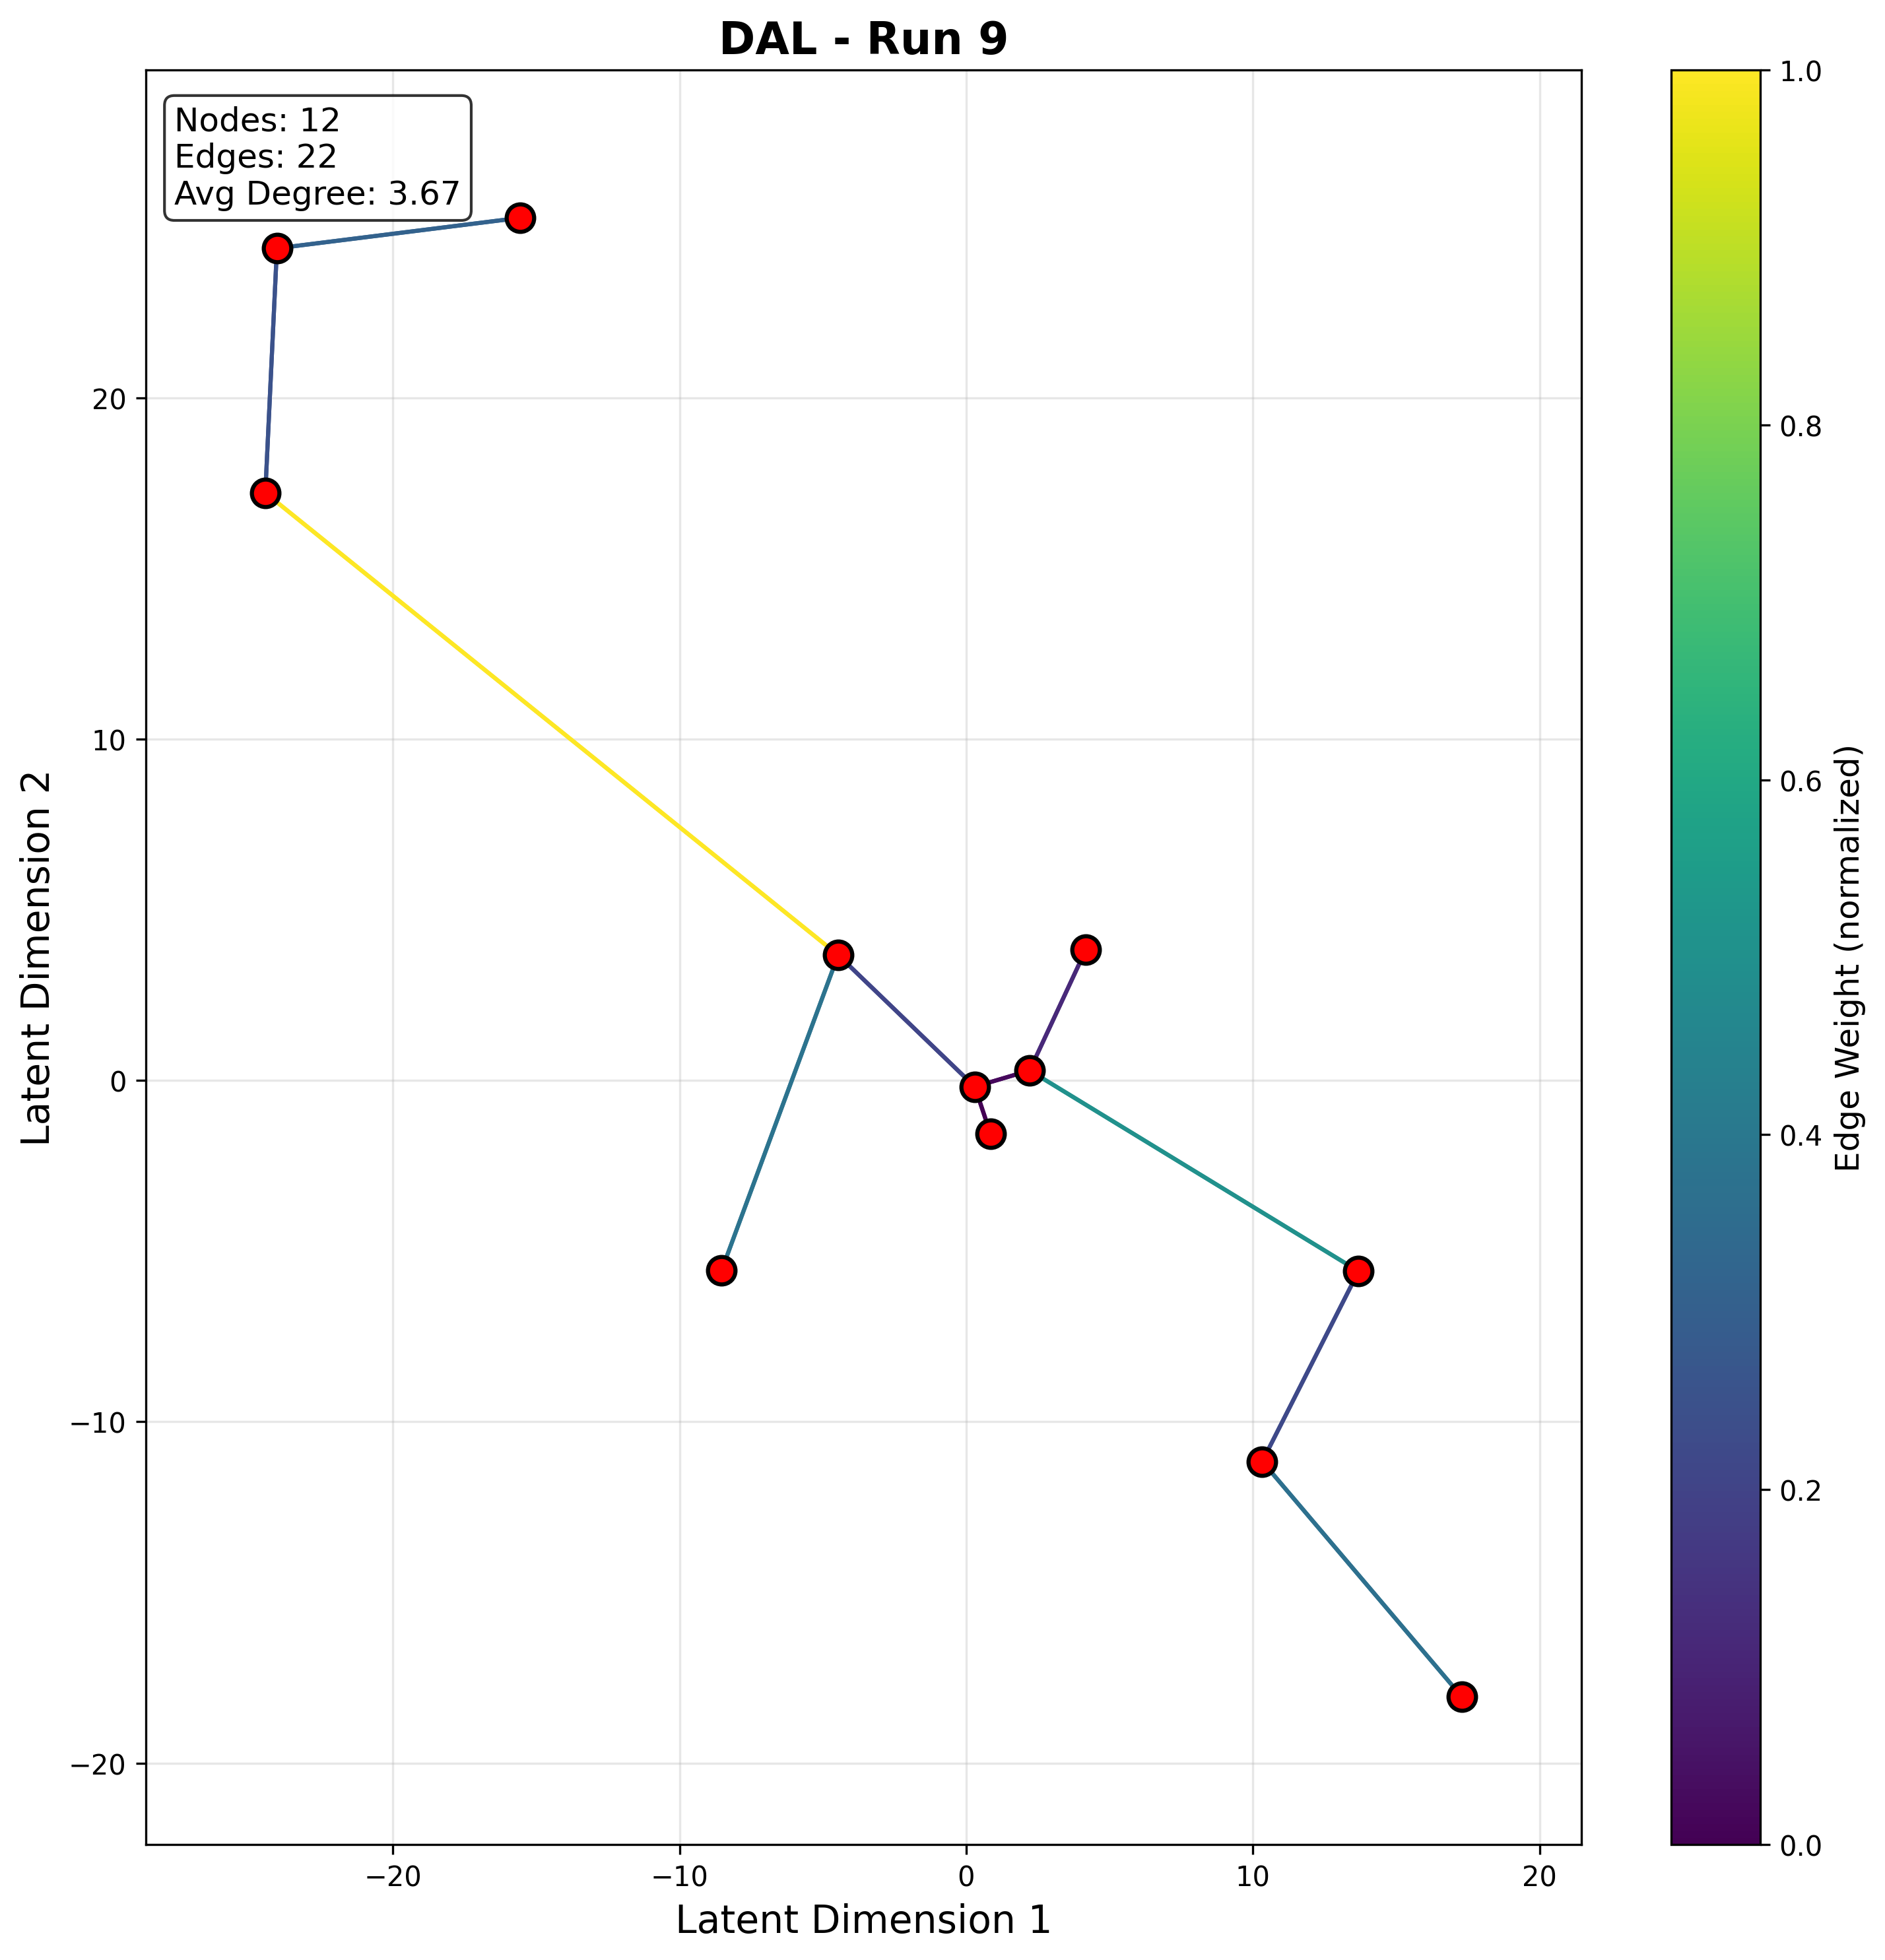 DAL - Run 9
Nodes: 12
Edges: 22
Avg Degree: 3.67
20
10
0
−10
−20
Latent Dimension 2
−20
−10
0
10
20
Latent Dimension 1
1.0
0.8
0.6
0.4
0.2
0.0
Edge Weight (normalized)